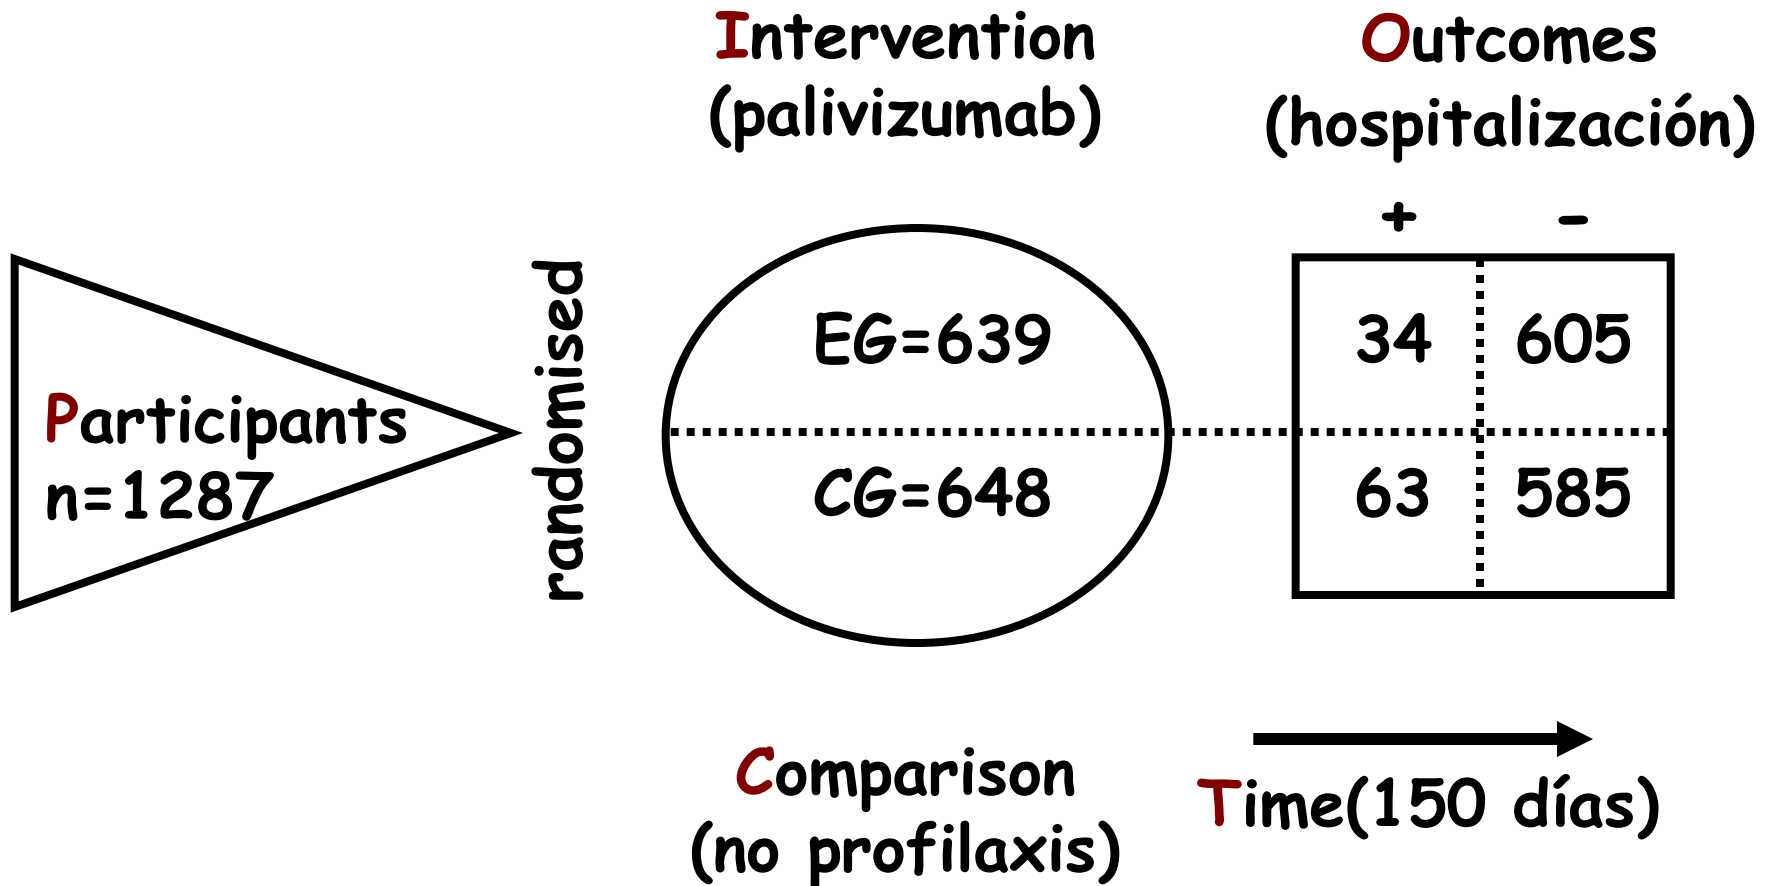 Intervention
(palivizumab)
Outcomes
(hospitalización)
+ -
Participants
n=1287
randomised
EG=639
CG=648
34 605
63 585
Comparison
(no profilaxis)
Time(150 días)